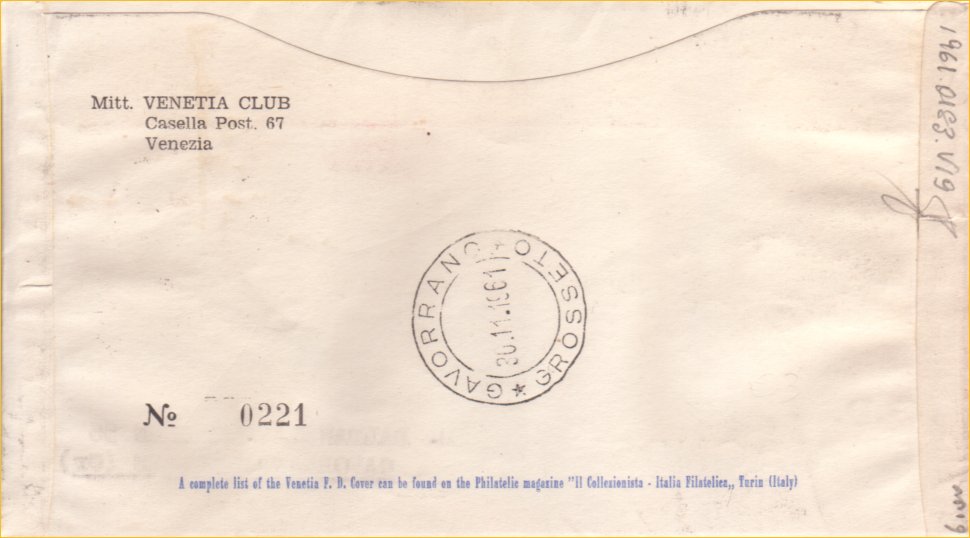 Mitt. VENETIA CLUB
Casella Post. 67
Venezia
GAVORRANO
GROSSETO
30.11.1961
№ 0221
A complete list of the Venetia F. D. Cover can be found on the Philatelic magazine "Il Collezionista - Italia Filatelica„ Turin (Italy)